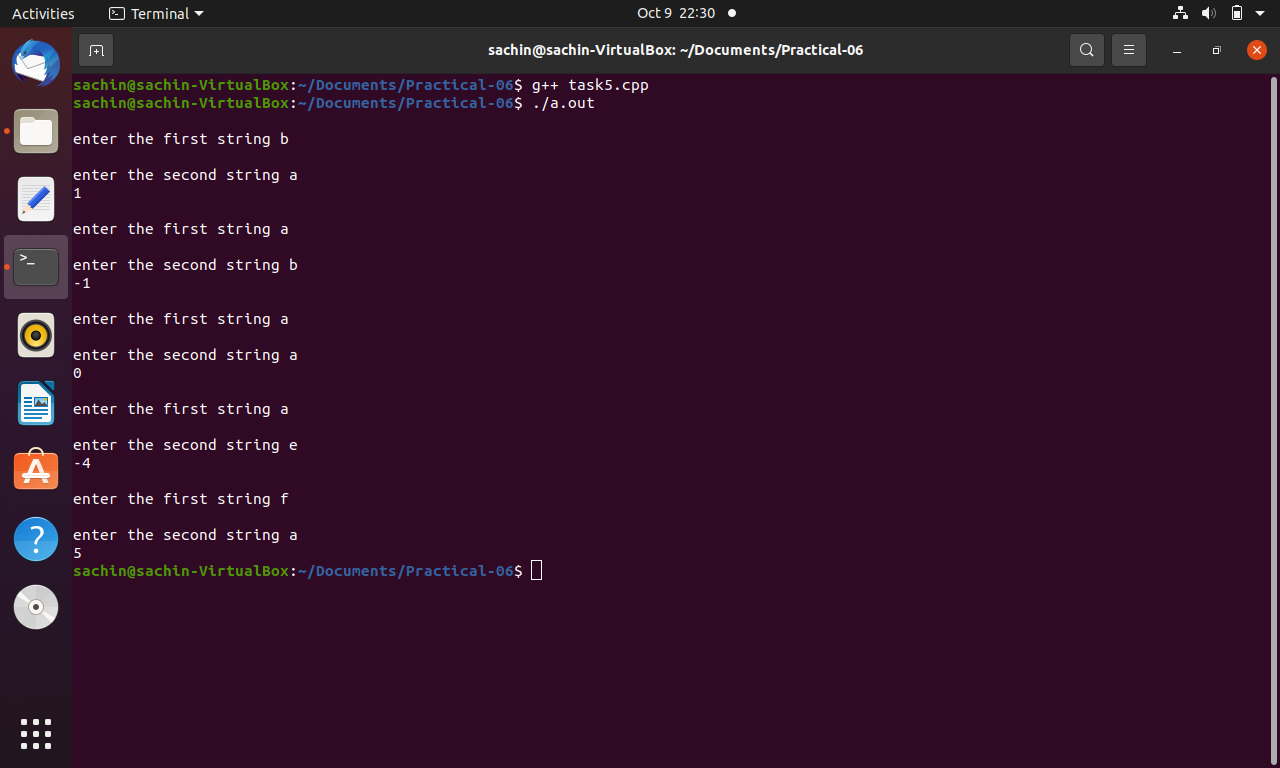 Activities Terminal Oct 9 22:30
sachin@sachin-VirtualBox: ~/Documents/Practical-06
sachin@sachin-VirtualBox:~/Documents/Practical-06$ g++ task5.cpp
sachin@sachin-VirtualBox:~/Documents/Practical-06$ ./a.out
enter the first string b
enter the second string a
1
enter the first string a
enter the second string b
-1
enter the first string a
enter the second string a
0
enter the first string a
enter the second string e
-4
enter the first string f
enter the second string a
5
sachin@sachin-VirtualBox:~/Documents/Practical-06$